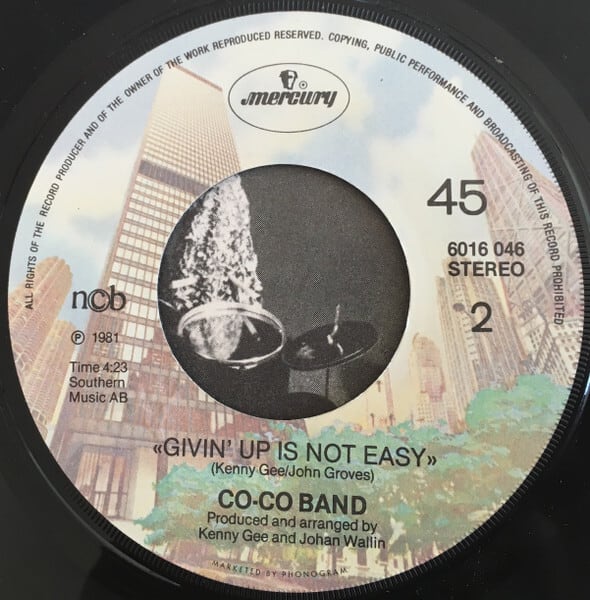 ALL RIGHTS OF THE RECORD PRODUCER AND OF THE OWNER OF THE WORK REPRODUCED RESERVED. COPYING, PUBLIC PERFORMANCE AND BROADCASTING OF THIS RECORD PROHIBITED
mercury
45
6016 046
STEREO
2
ncb
Ⓟ 1981
Time 4:23
Southern
Music AB
«GIVIN' UP IS NOT EASY»
(Kenny Gee/John Groves)
CO-CO BAND
Produced and arranged by
Kenny Gee and Johan Wallin
MARKETED BY PHONOGRAM